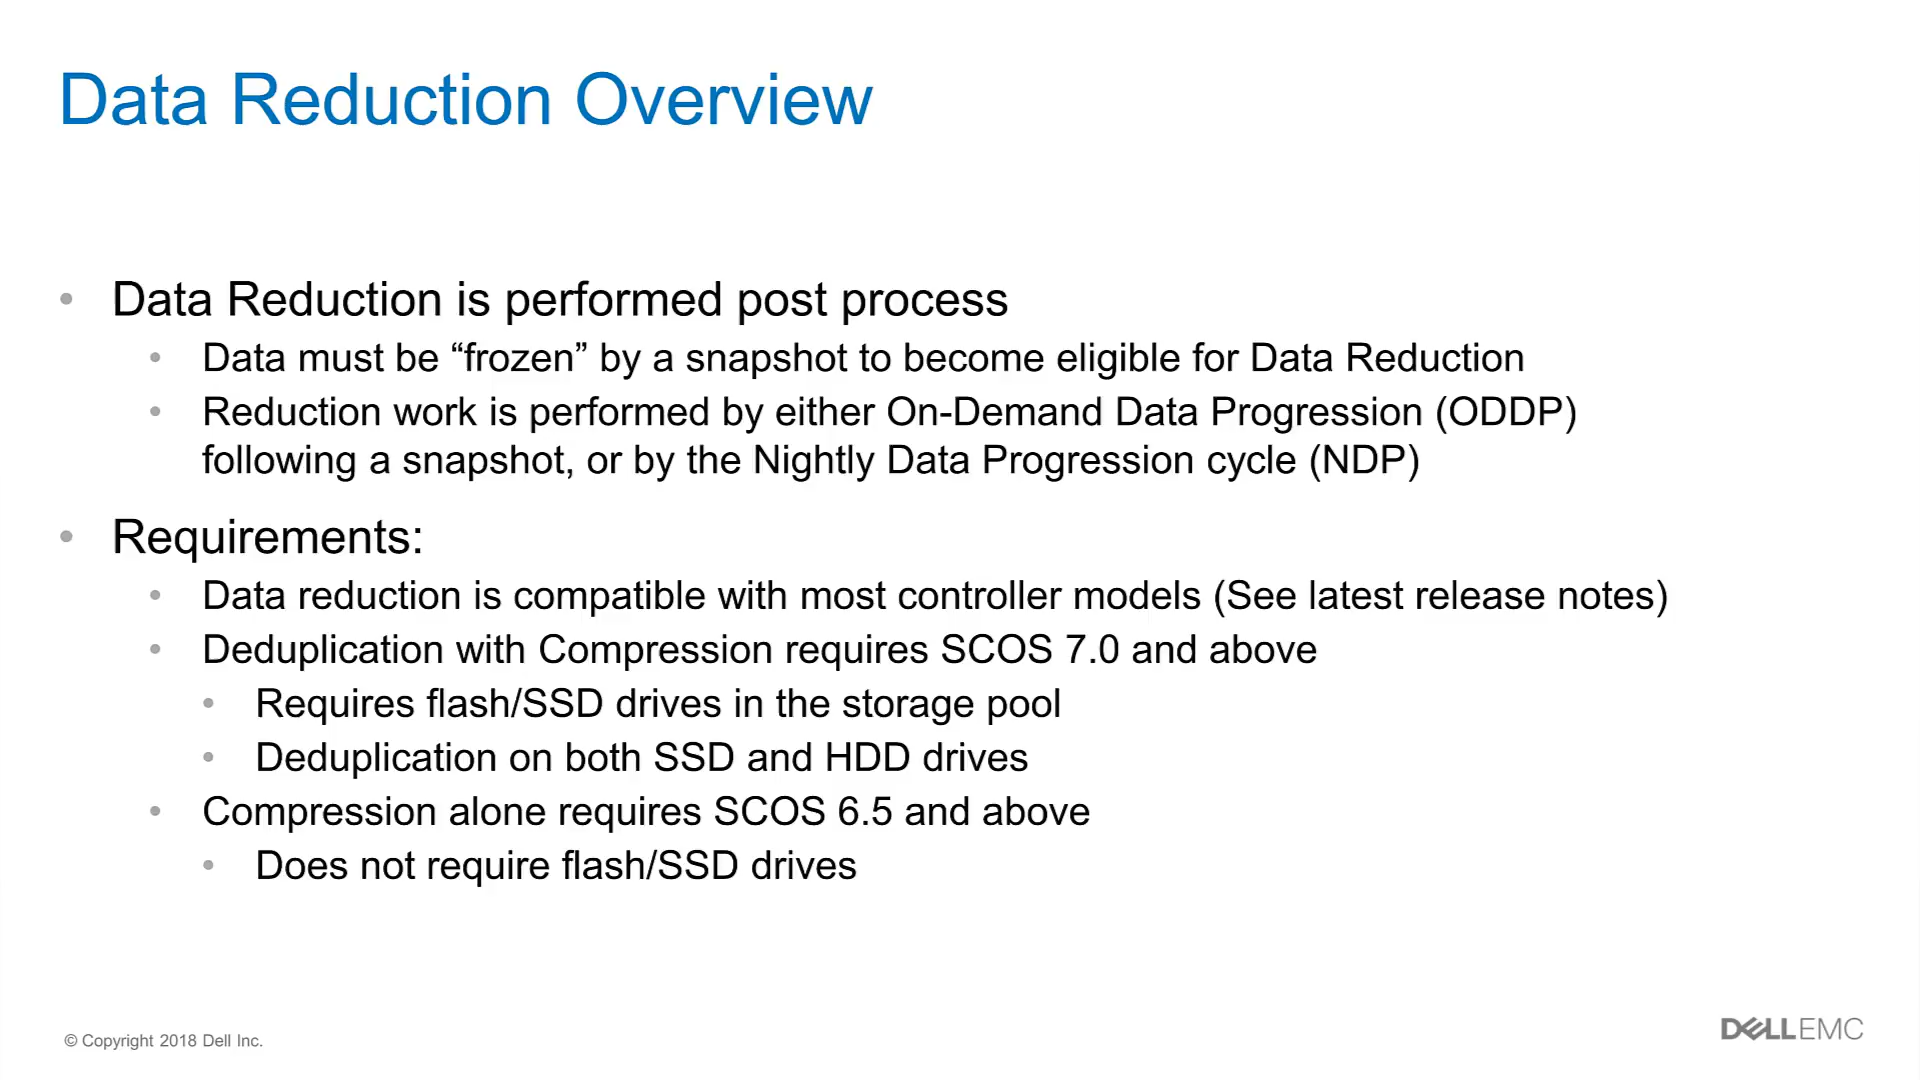 Data Reduction Overview
• Data Reduction is performed post process
• Data must be “frozen” by a snapshot to become eligible for Data Reduction
• Reduction work is performed by either On-Demand Data Progression (ODDP)
following a snapshot, or by the Nightly Data Progression cycle (NDP)
• Requirements:
• Data reduction is compatible with most controller models (See latest release notes)
• Deduplication with Compression requires SCOS 7.0 and above
• Requires flash/SSD drives in the storage pool
• Deduplication on both SSD and HDD drives
• Compression alone requires SCOS 6.5 and above
• Does not require flash/SSD drives
© Copyright 2018 Dell Inc.
DELLEMC